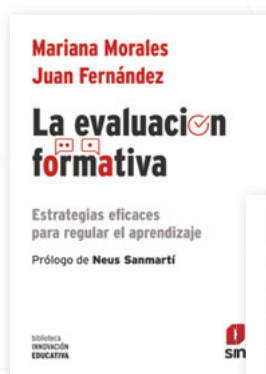 Mariana Morales
Juan Fernández
La evaluación
formativa
Estrategias eficaces
para regular el aprendizaje
Prólogo de Neus Sanmartí
biblioteca
INNOVACIÓN
EDUCATIVA
sm